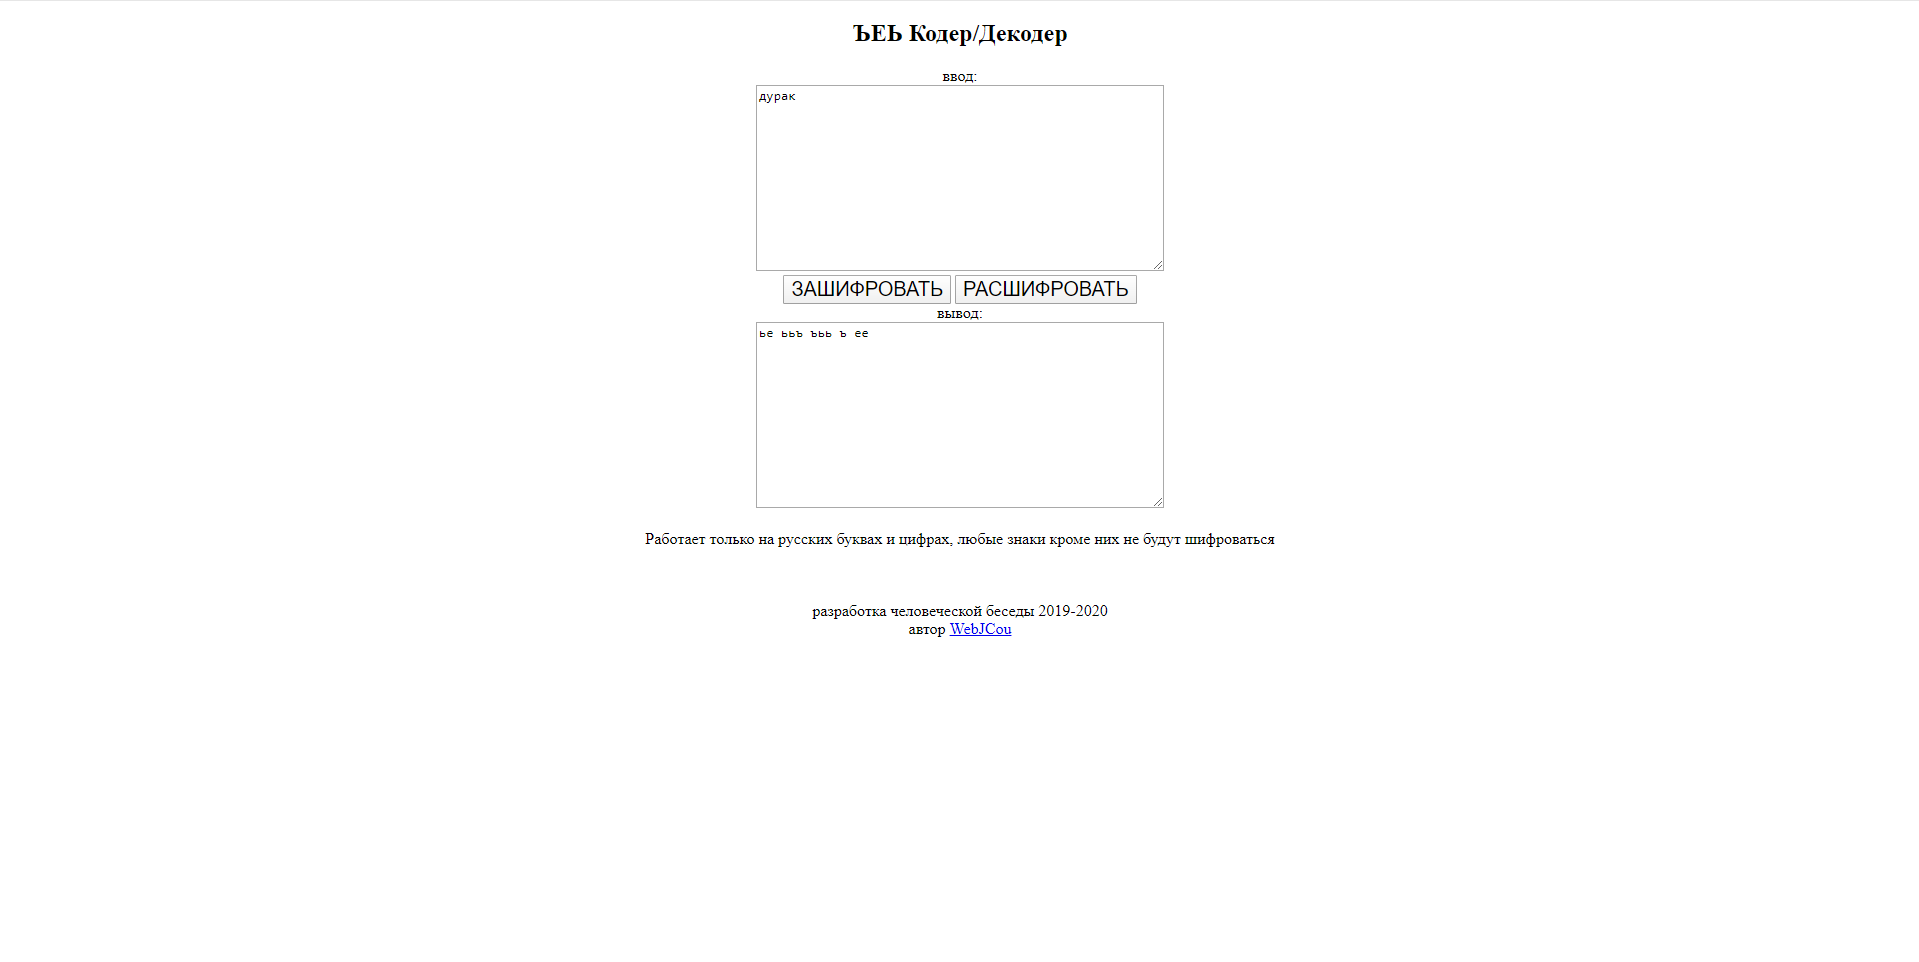 ЪЕЬ Кодер/Декодер
ввод:
дурак
ЗАШИФРОВАТЬ РАСШИФРОВАТЬ
вывод:
ье ььъ ъьь ъ ее
Работает только на русских буквах и цифрах, любые знаки кроме них не будут шифроваться
разработка человеческой беседы 2019-2020
автор WebJCou